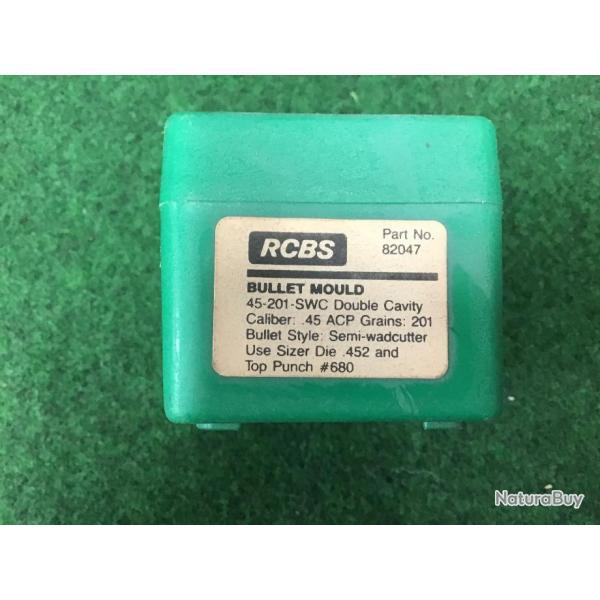 RCBS
Part No.
82047
BULLET MOULD
45-201-SWC Double Cavity
Caliber: .45 ACP Grains: 201
Bullet Style: Semi-wadcutter
Use Sizer Die .452 and
Top Punch #680
NaturaBuy